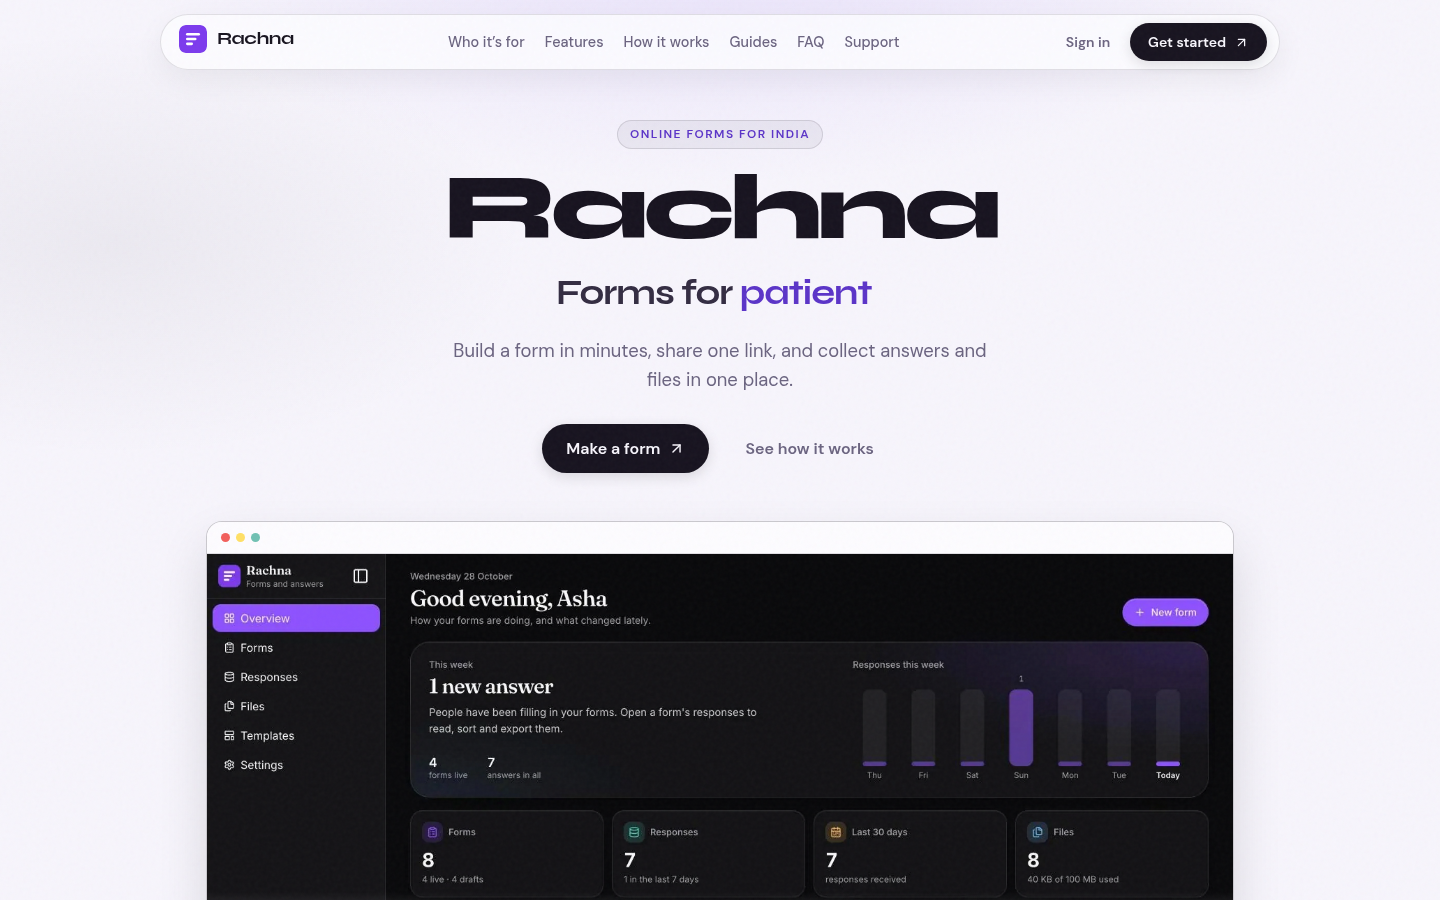 Rachna
Who it’s for
Features
How it works
Guides
FAQ
Support
Sign in
Get started
ONLINE FORMS FOR INDIA
Rachna
Forms for patient
Build a form in minutes, share one link, and collect answers and
files in one place.
Make a form
See how it works
Rachna
Forms and answers
Overview
Forms
Responses
Files
Templates
Settings
Wednesday 28 October
Good evening, Asha
How your forms are doing, and what changed lately.
New form
This week
1 new answer
People have been filling in your forms. Open a form's responses to
read, sort and export them.
4
forms live
7
answers in all
Responses this week
1
Thu
Fri
Sat
Sun
Mon
Tue
Today
Forms
8
4 live · 4 drafts
Responses
7
1 in the last 7 days
Last 30 days
7
responses received
Files
8
40 KB of 100 MB used